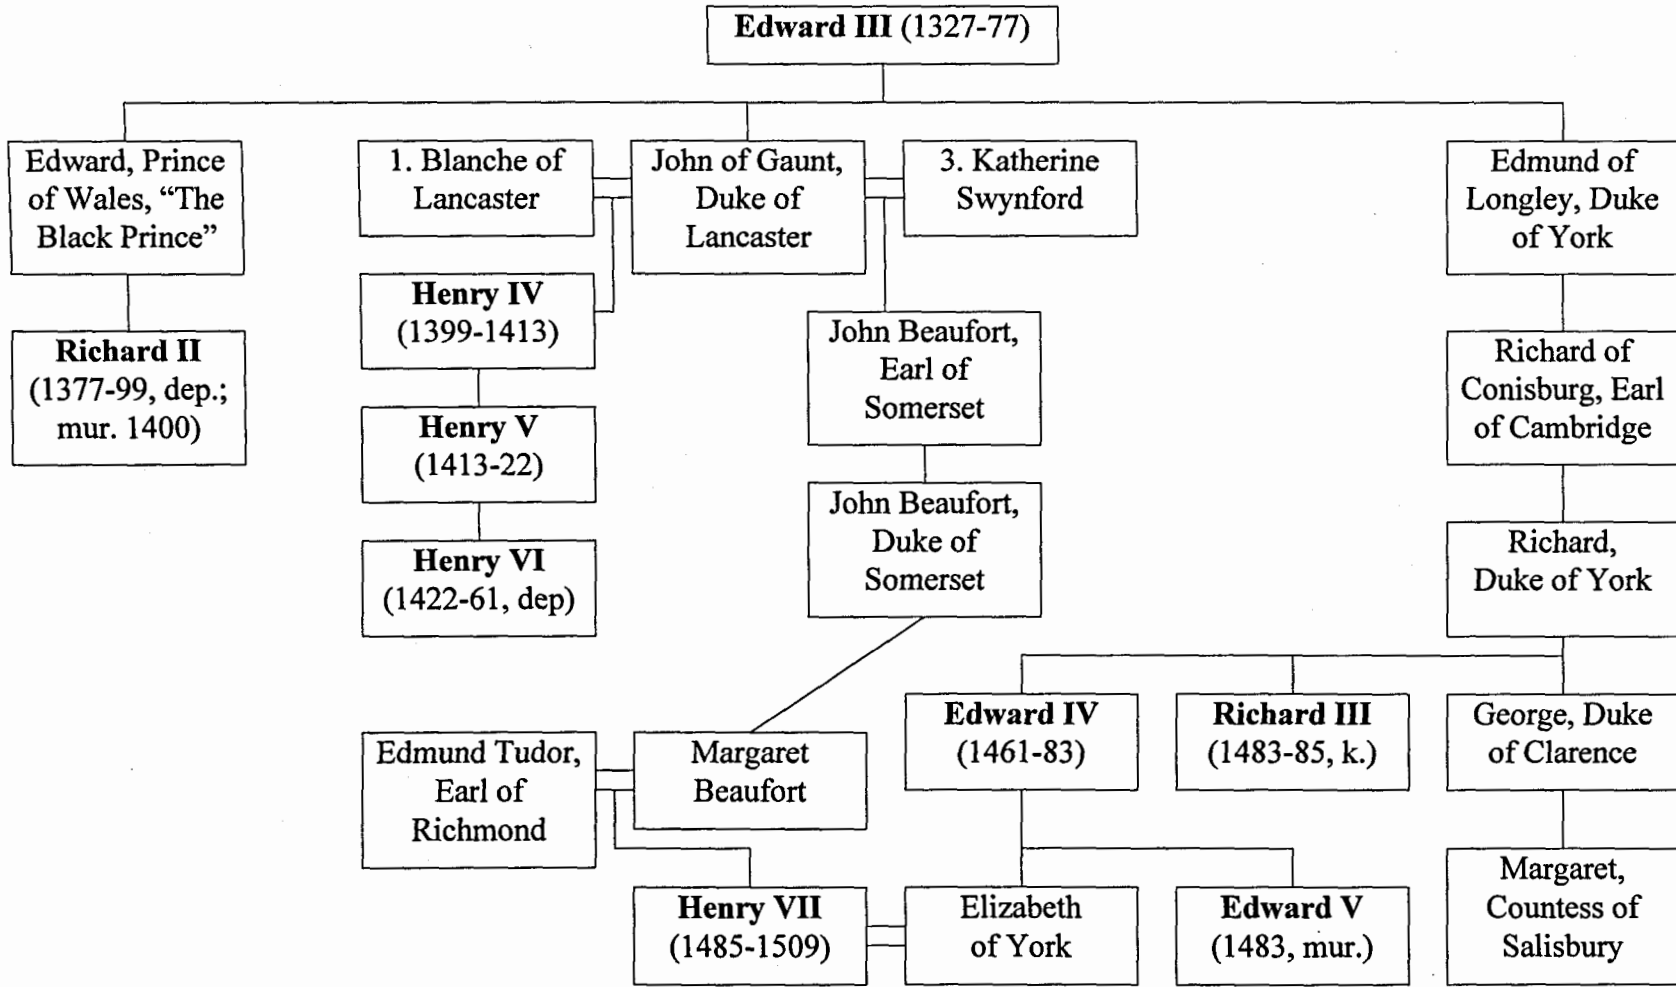 Edward III (1327-77)
Edward, Prince
of Wales, “The
Black Prince”
1. Blanche of
Lancaster
John of Gaunt,
Duke of
Lancaster
3. Katherine
Swynford
Edmund of
Longley, Duke
of York
Richard II
(1377-99, dep.;
mur. 1400)
Henry IV
(1399-1413)
John Beaufort,
Earl of
Somerset
Richard of
Conisburg, Earl
of Cambridge
Henry V
(1413-22)
John Beaufort,
Duke of
Somerset
Richard,
Duke of York
Henry VI
(1422-61, dep)
Edward IV
(1461-83)
Richard III
(1483-85, k.)
George, Duke
of Clarence
Edmund Tudor,
Earl of
Richmond
Margaret
Beaufort
Henry VII
(1485-1509)
Elizabeth
of York
Edward V
(1483, mur.)
Margaret,
Countess of
Salisbury